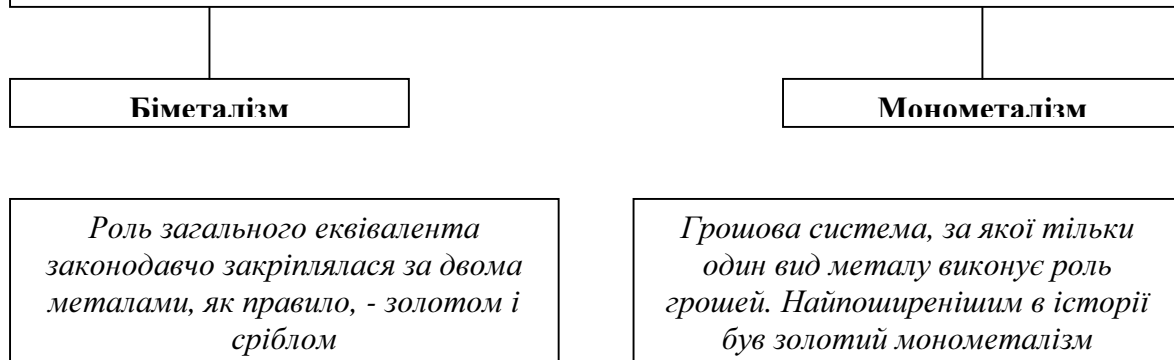 Біметалізм
Монометалізм
Роль загального еквівалента
законодавчо закріплялася за двома
металами, як правило, - золотом і
сріблом
Грошова система, за якої тільки
один вид металу виконує роль
грошей. Найпоширенішим в історії
був золотий монометалізм